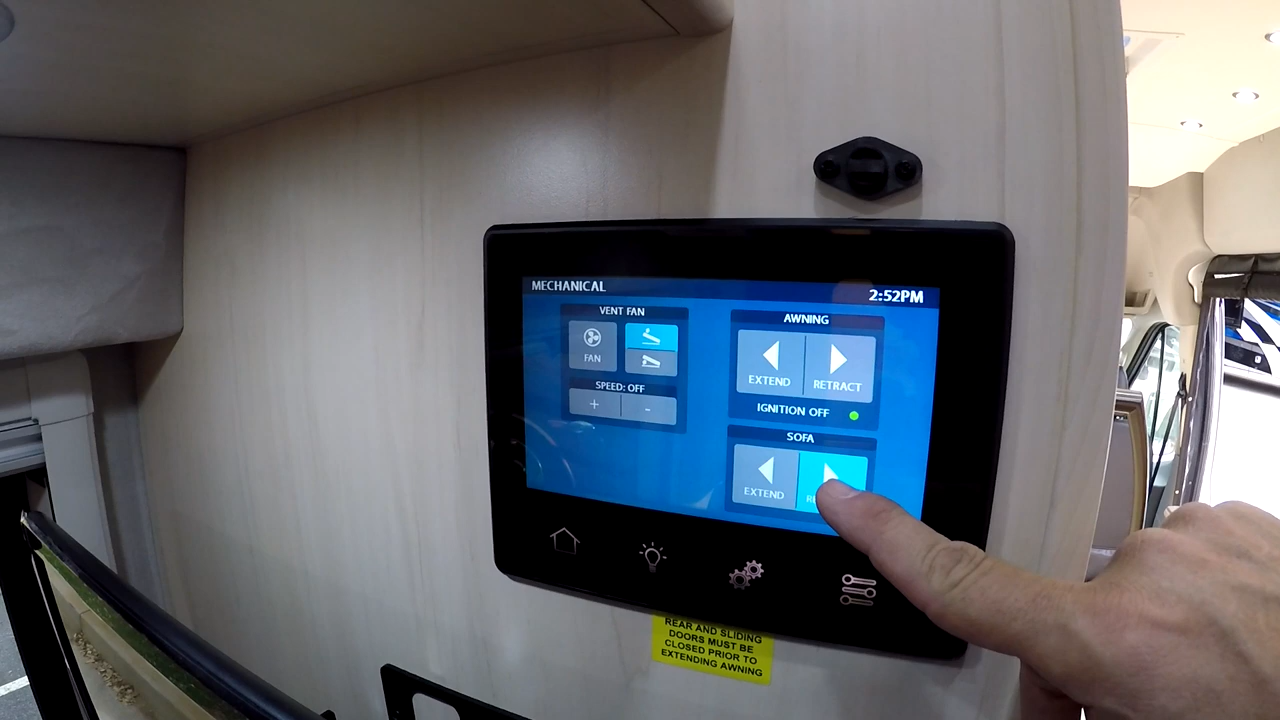 MECHANICAL
2:52PM
VENT FAN
FAN
SPEED: OFF
+ -
AWNING
EXTEND RETRACT
IGNITION OFF
SOFA
EXTEND
REAR AND SLIDING
DOORS MUST BE
CLOSED PRIOR TO
EXTENDING AWNING